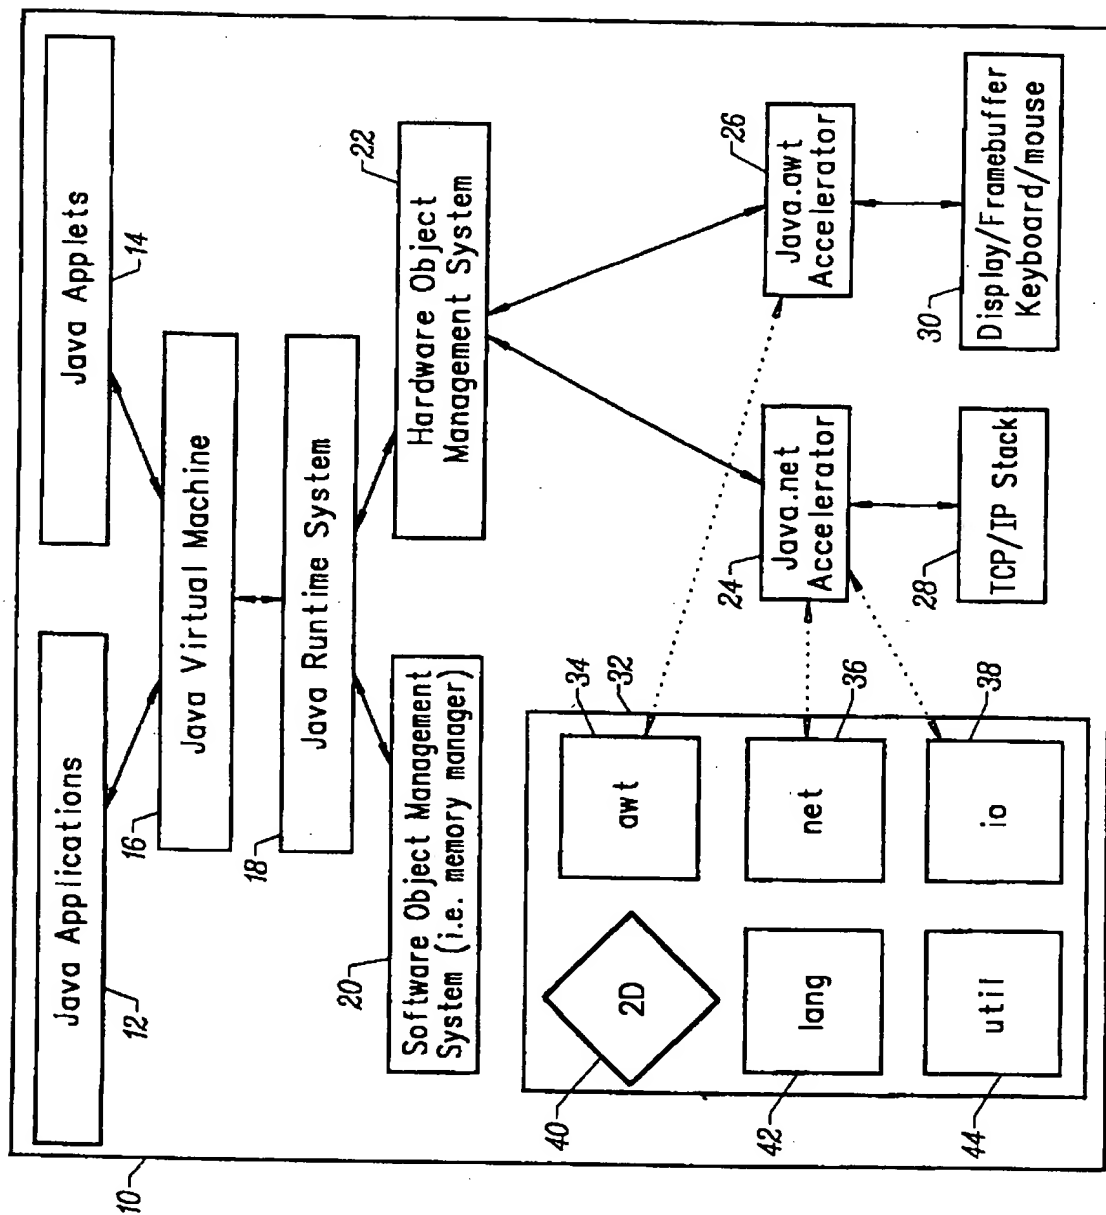 10
Java Applications
12
Java Applets
14
16
Java Virtual Machine
18
Java Runtime System
20
Software Object Management
System (i.e. memory manager)
22
Hardware Object
Management System
40
2D
34
awt
32
42
lang
net
36
44
util
io
38
24
Java.net
Accelerator
26
Java.awt
Accelerator
28
TCP/IP Stack
30
Display/Framebuffer
Keyboard/mouse